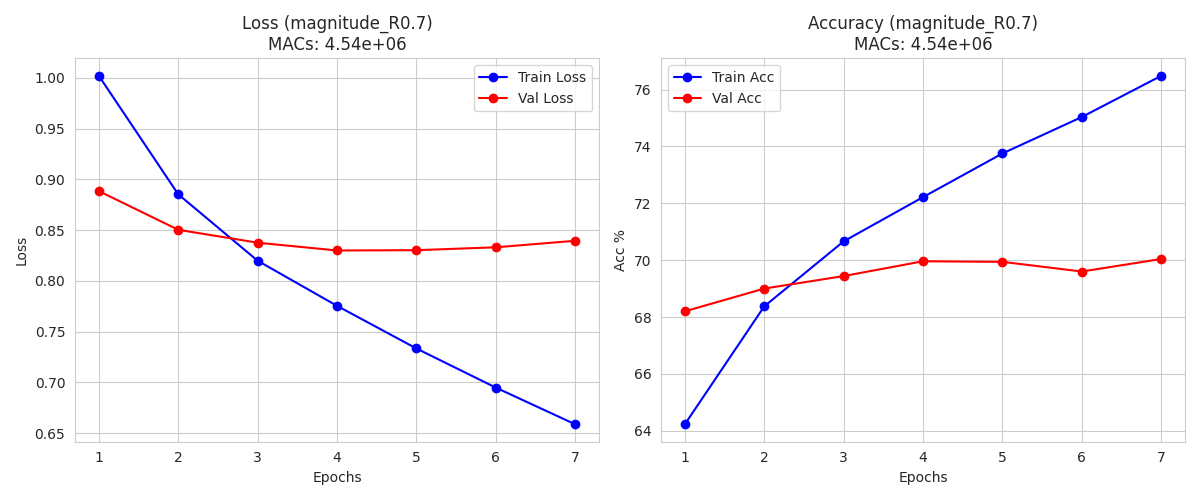 Loss (magnitude_R0.7)
MACs: 4.54e+06
Train Loss
Val Loss
1.00
0.95
0.90
0.85
0.80
0.75
0.70
0.65
Loss
1 2 3 4 5 6 7
Epochs
Accuracy (magnitude_R0.7)
MACs: 4.54e+06
Train Acc
Val Acc
76
74
72
70
68
66
64
Acc %
1 2 3 4 5 6 7
Epochs